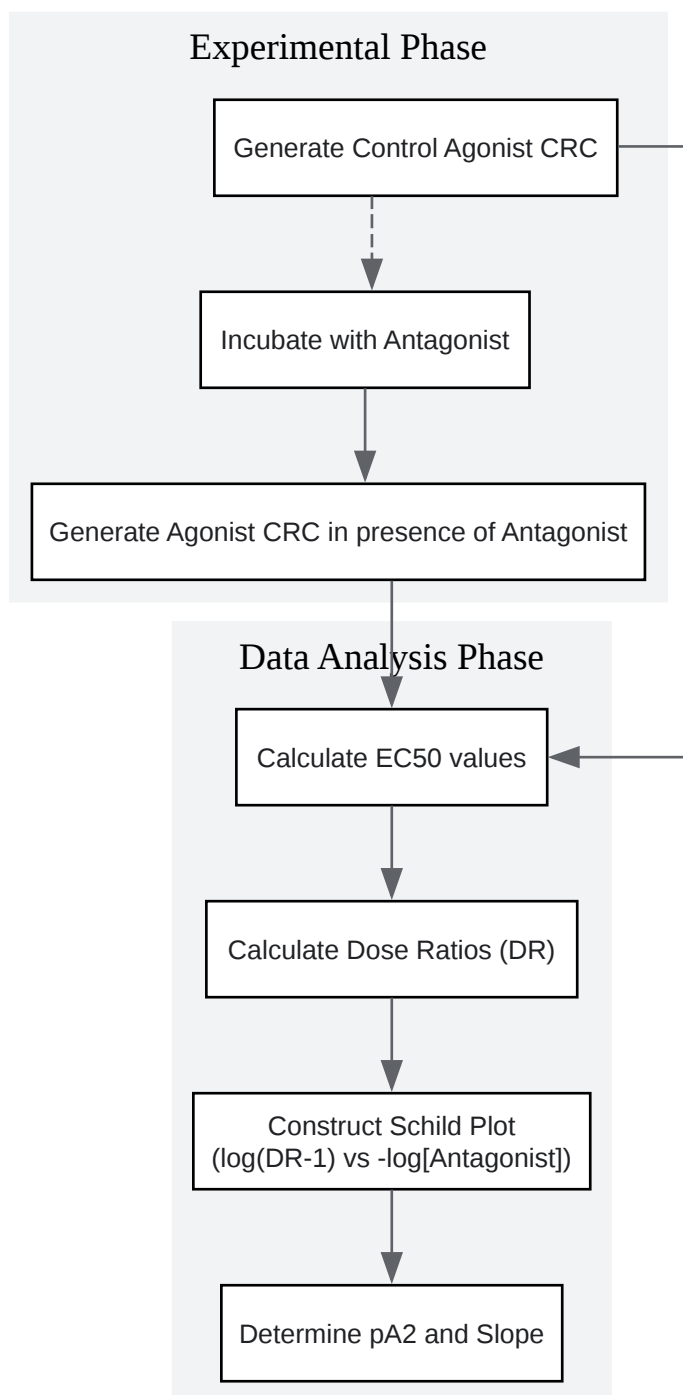 Experimental Phase
Generate Control Agonist CRC
Incubate with Antagonist
Generate Agonist CRC in presence of Antagonist
Data Analysis Phase
Calculate EC50 values
Calculate Dose Ratios (DR)
Construct Schild Plot
(log(DR-1) vs -log[Antagonist])
Determine pA2 and Slope